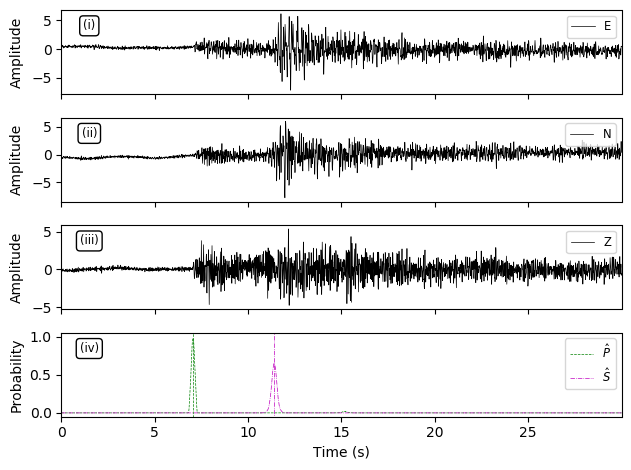 (i)
E
Amplitude
5
0
−5
(ii)
N
Amplitude
5
0
−5
(iii)
Z
Amplitude
5
0
−5
(iv)
P̂
Ŝ
Probability
1.0
0.5
0.0
0 5 10 15 20 25
Time (s)